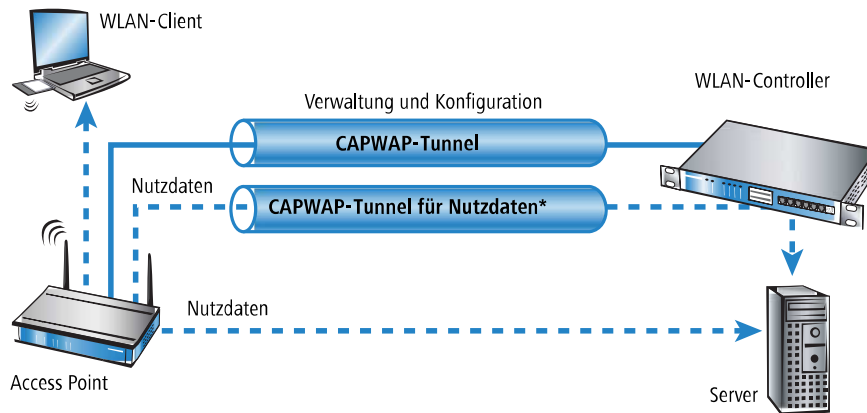 WLAN-Client
WLAN-Controller
Verwaltung und Konfiguration
CAPWAP-Tunnel
Nutzdaten
CAPWAP-Tunnel für Nutzdaten*
Nutzdaten
Access Point
Server